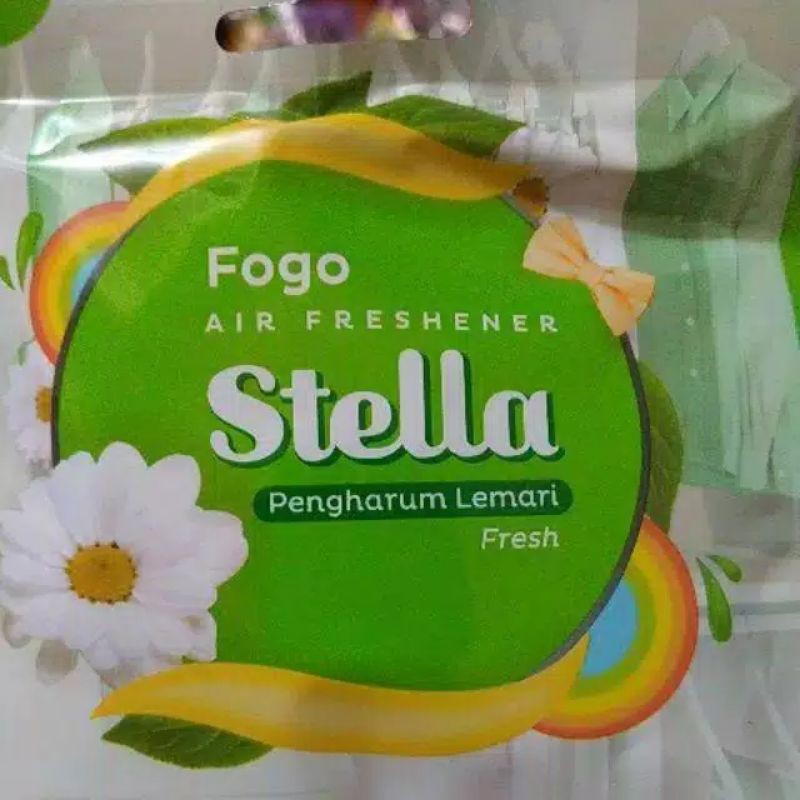 Fogo
AIR FRESHENER
Stella
Pengharum Lemari
Fresh